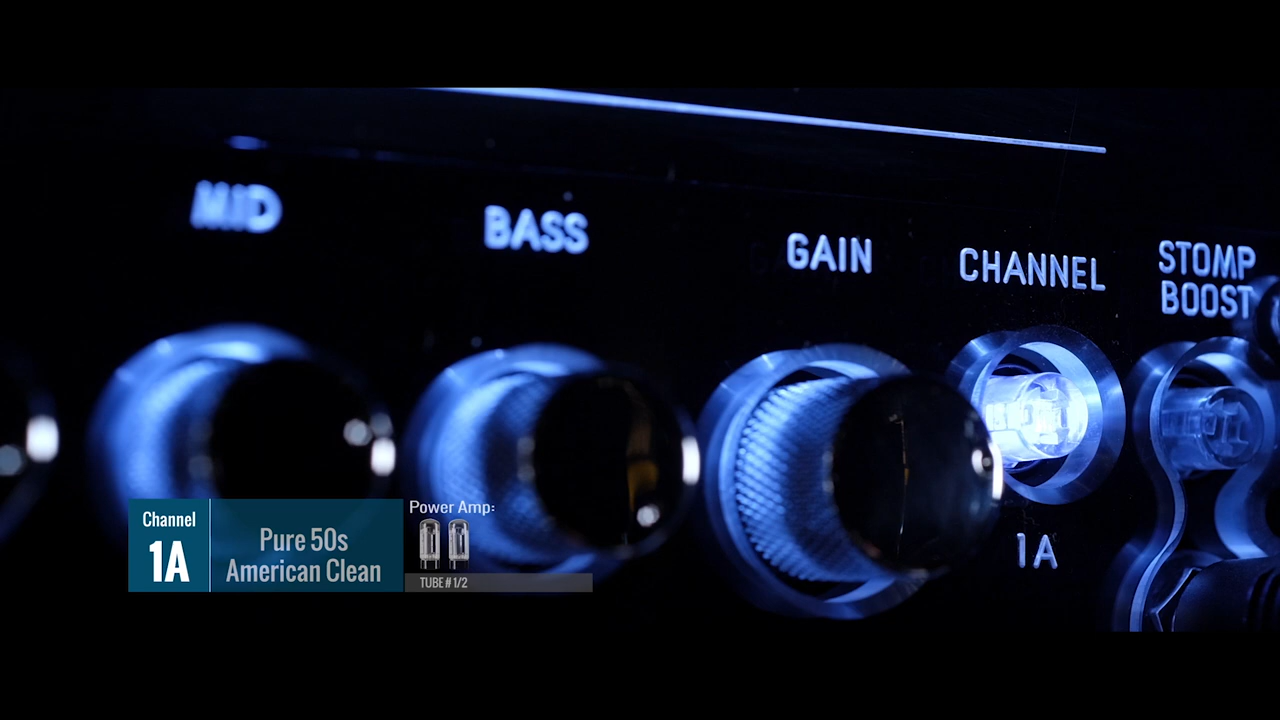 MID
BASS
GAIN
CHANNEL
STOMP
BOOST
1A
Channel
1A
Pure 50s
American Clean
Power Amp:
TUBE # 1/2